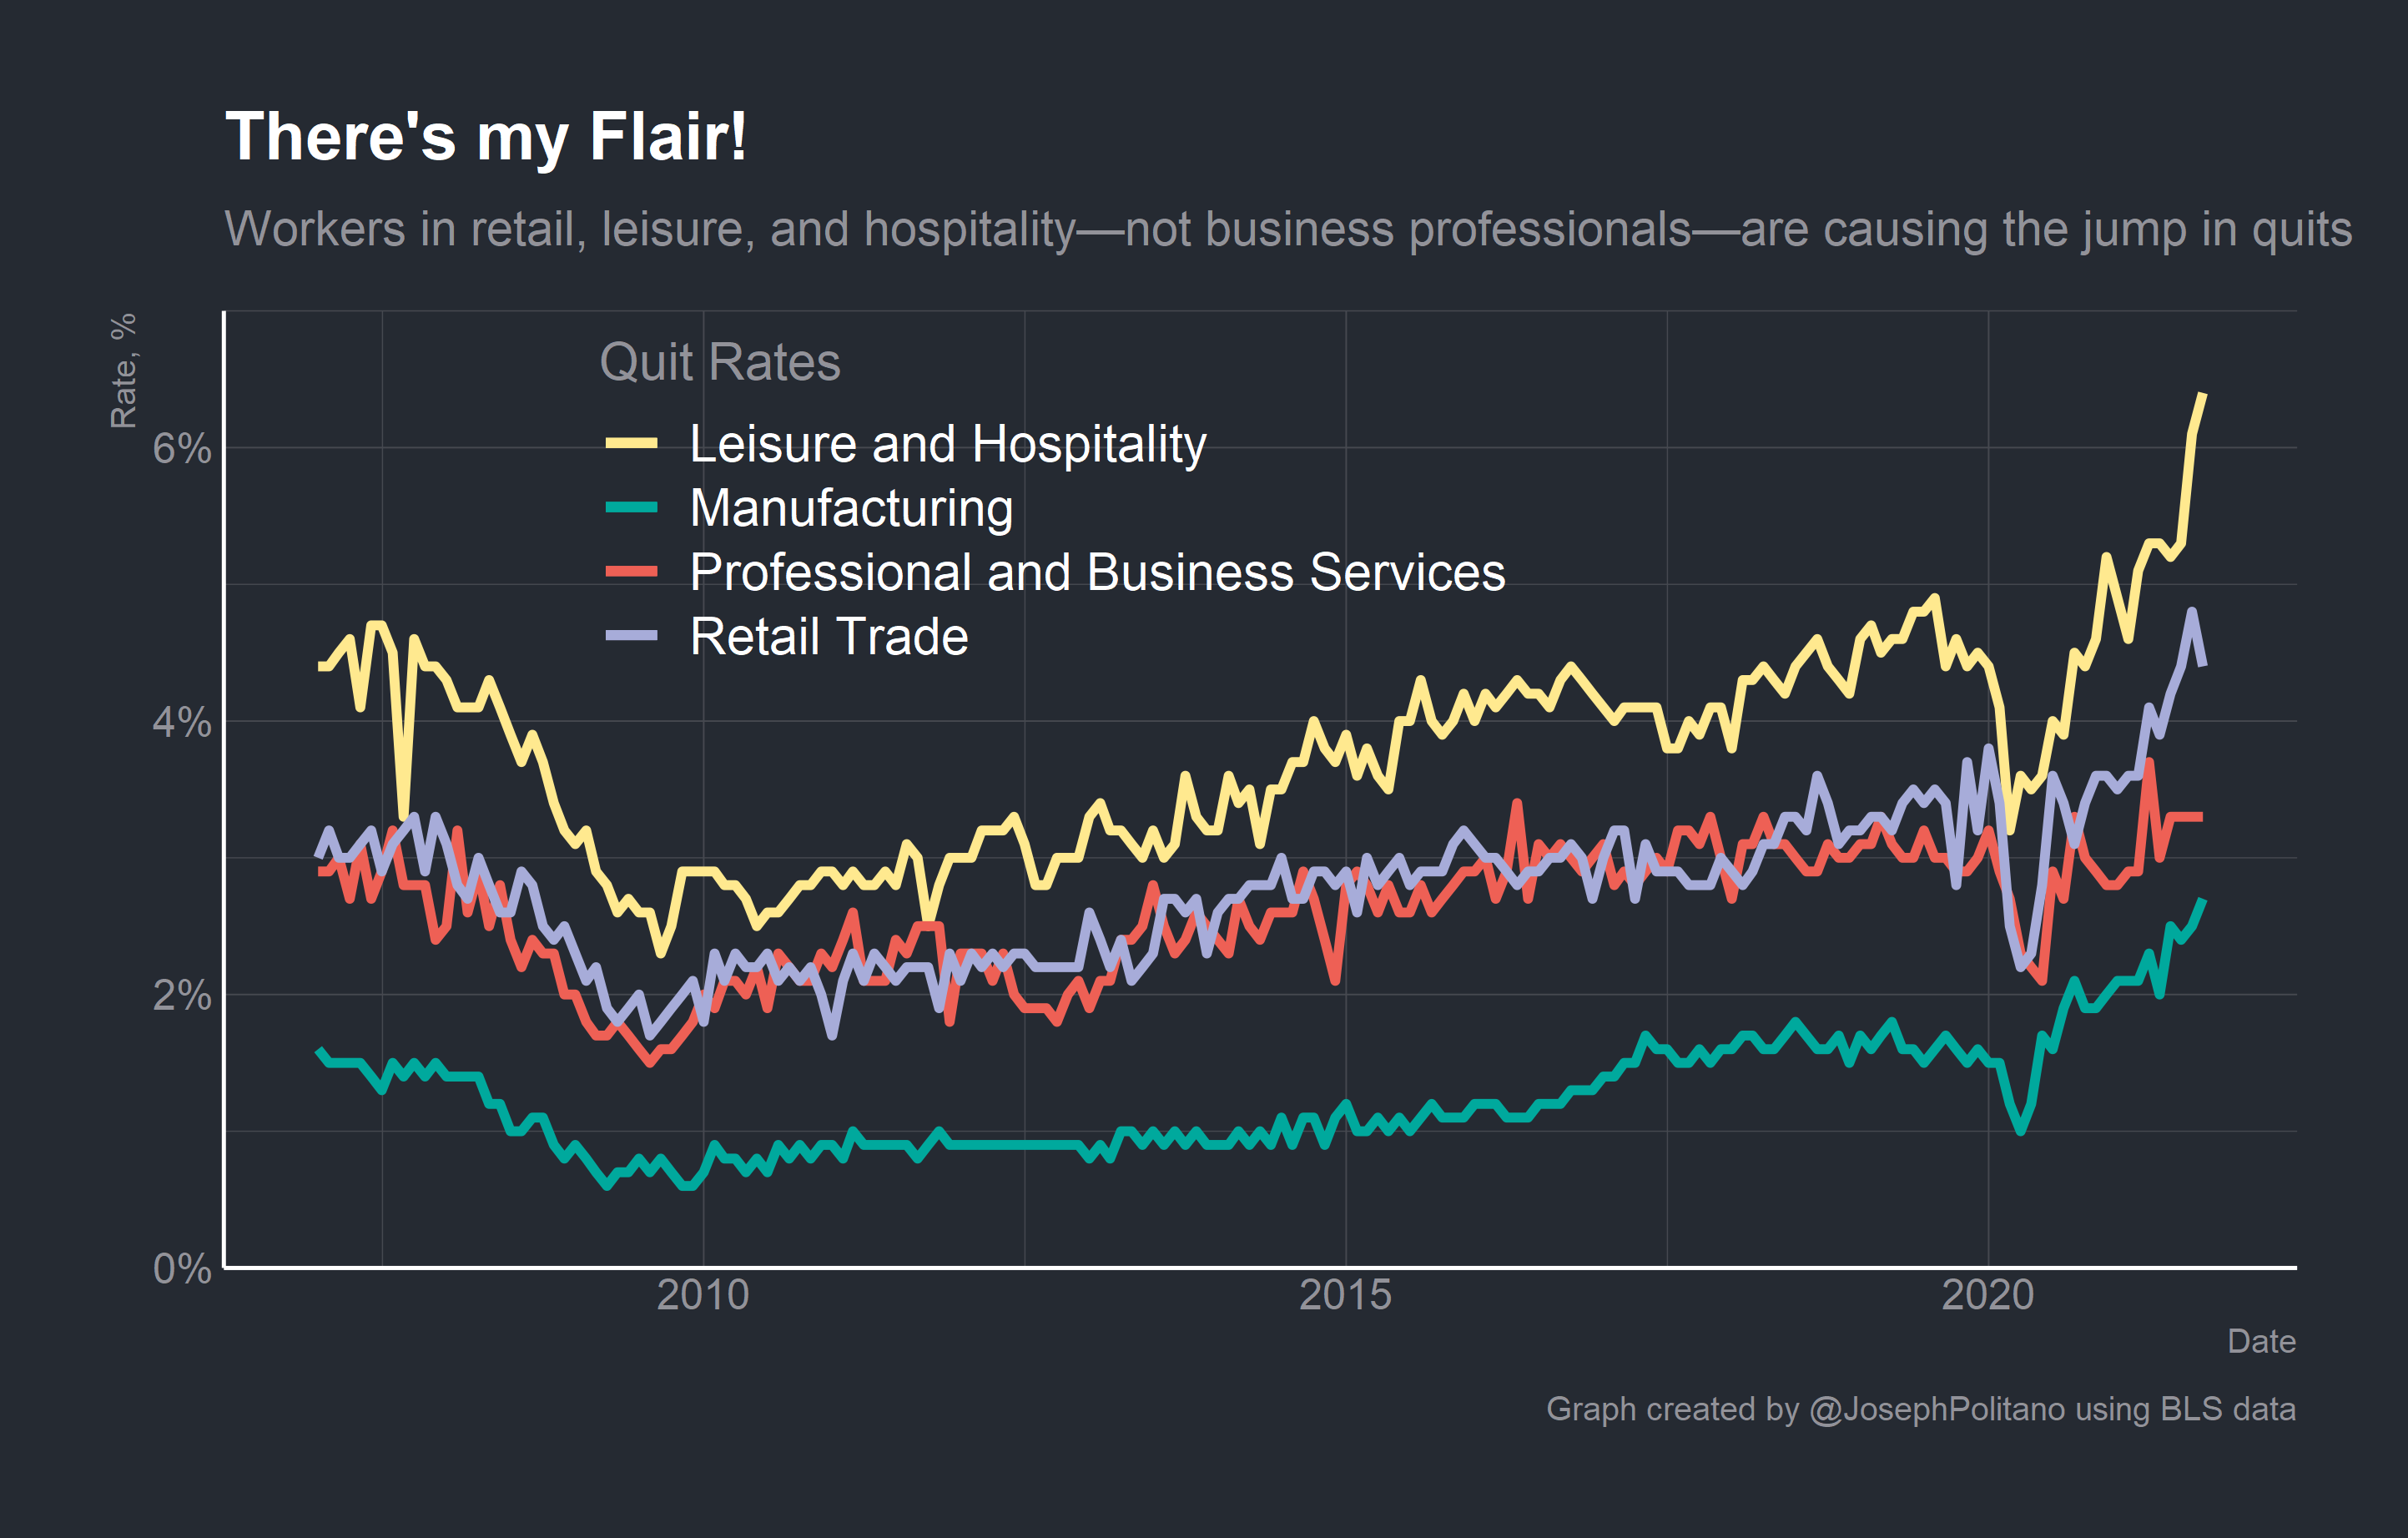 There's my Flair!
Workers in retail, leisure, and hospitality—not business professionals—are causing the jump in quits
Rate, %
Quit Rates
Leisure and Hospitality
Manufacturing
Professional and Business Services
Retail Trade
6%
4%
2%
0%
2010
2015
2020
Date
Graph created by @JosephPolitano using BLS data